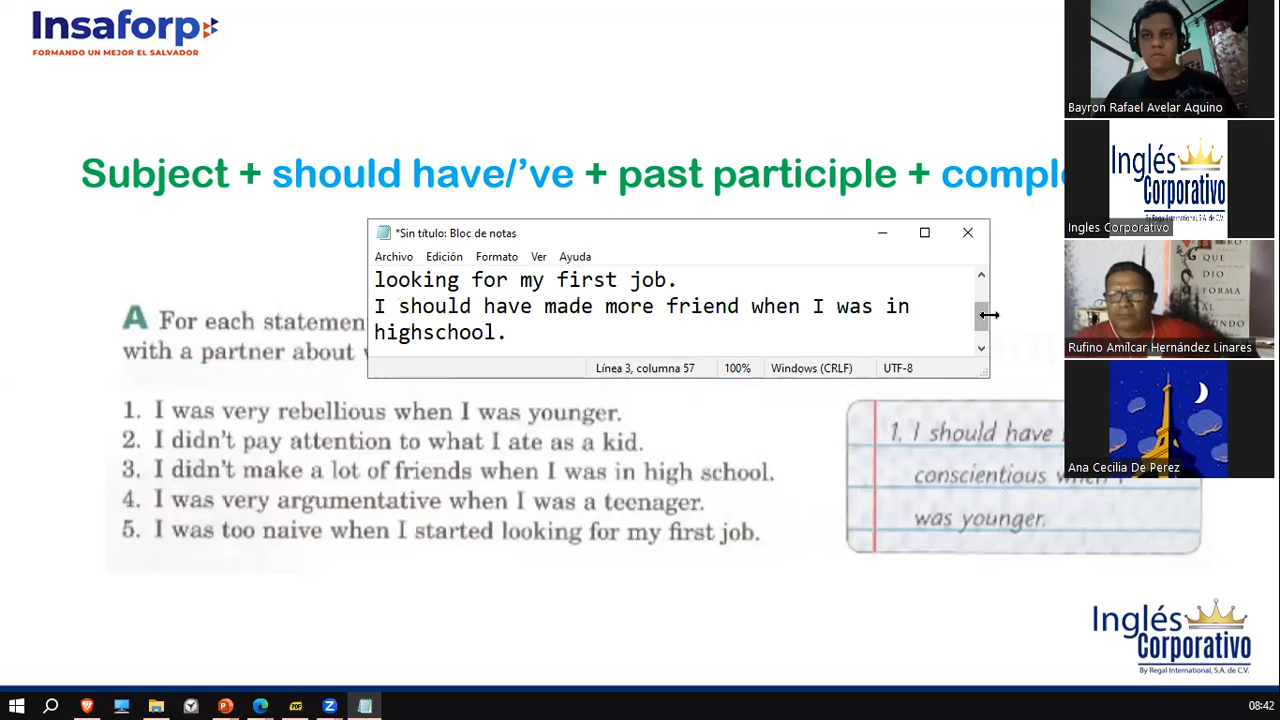 Insaforp
FORMANDO UN MEJOR EL SALVADOR
Subject + should have/'ve + past participle +
*Sin título: Bloc de notas
Archivo Edición Formato Ver Ayuda
looking for my first job.
I should have made more friend when I was in
highschool.
Línea 3, columna 57 100% Windows (CRLF) UTF-8
A For each statemen
with a partner about
1. I was very rebellious when I was younger.
2. I didn't pay attention to what I ate as a kid.
3. I didn't make a lot of friends when I was in high school.
4. I was very argumentative when I was a teenager.
5. I was too naive when I started looking for my first job.
1. I should have
conscientious when I
was younger.
Bayron Rafael Avelar Aquino
Inglés
Corporativo
Ingles Corporativo
QUE
DIO
FORMA
AL
Rufino Amílcar Hernández Linares
Ana Cecilia De Perez
Inglés
Corporativo
By Regal International, S.A. de C.V.
08:42